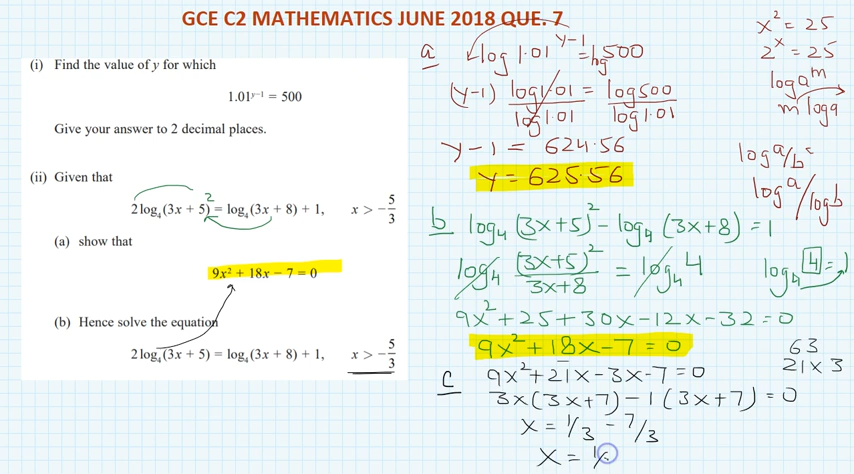 GCE C2 MATHEMATICS JUNE 2018 QUE. 7
(i) Find the value of y for which
1.01^{y−1} = 500
Give your answer to 2 decimal places.
(ii) Given that
2
2 log₄(3x + 5) = log₄(3x + 8) + 1, x > −5/3
(a) show that
9x² + 18x − 7 = 0
(b) Hence solve the equation
2 log₄(3x + 5) = log₄(3x + 8) + 1, x > −5/3
a log 1.01^{y-1} = log 500
(y-1) log 1.01 / log 1.01 = log 500 / log 1.01
y-1 = 624.56
y = 625.56
b log₄(3x+5)² - log₄(3x+8) = 1
log₄ (3x+5)²/(3x+8) = log₄ 4
9x² + 25 + 30x - 12x - 32 = 0
9x² + 18x - 7 = 0
c 9x² + 21x - 3x - 7 = 0
3x(3x+7) - 1(3x+7) = 0
x = 1/3 - 7/3
x = 1/
x² = 25
2^x = 25
log a^m
m log a
log a/b =
log a / log b
log₄ 4 = 1
63
21 x 3